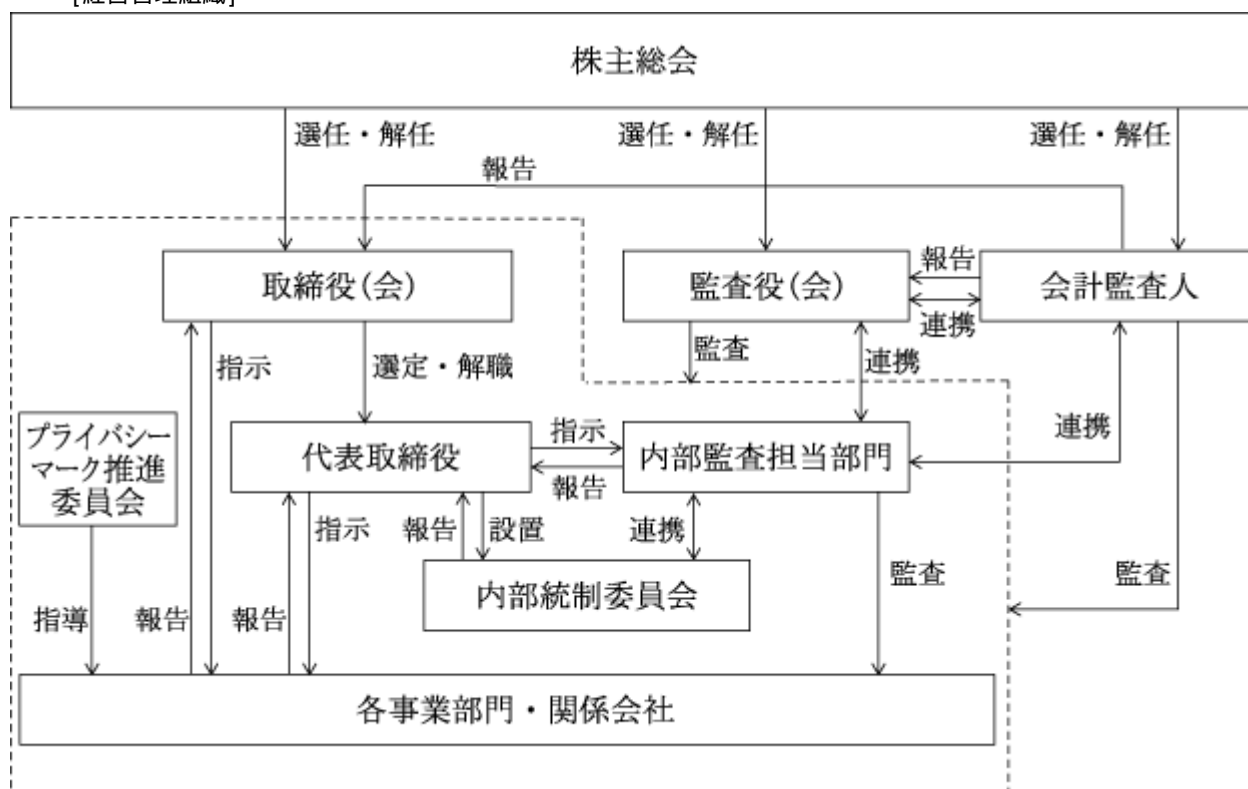 [経営管理組織]
株主総会
選任・解任
選任・解任
選任・解任
報告
取締役(会)
監査役(会)
報告
会計監査人
連携
指示
選定・解職
監査
連携
プライバシー
マーク推進
委員会
代表取締役
指示
報告
内部監査担当部門
連携
指示
報告
設置
連携
内部統制委員会
監査
監査
指導
報告
報告
各事業部門・関係会社